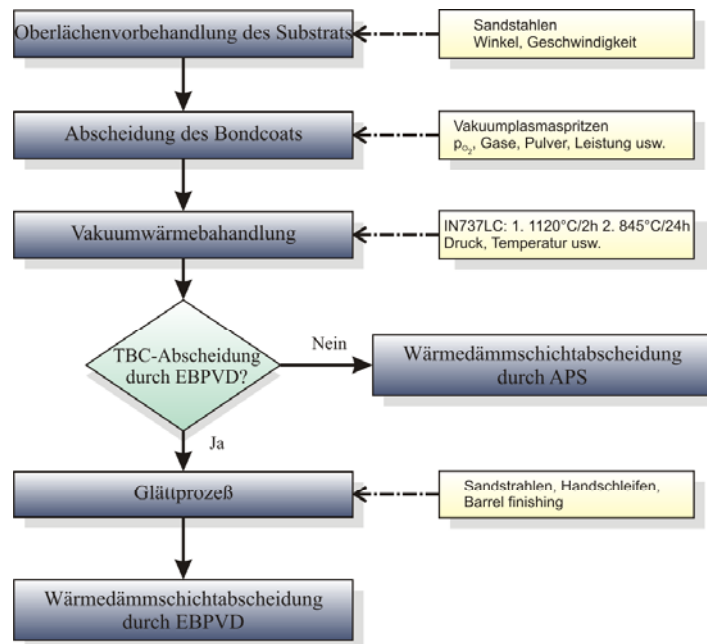 Oberlächenvorbehandlung des Substrats
Sandstahlen
Winkel, Geschwindigkeit
Abscheidung des Bondcoats
Vakuumplasmaspritzen
pO₂, Gase, Pulver, Leistung usw.
Vakuumwärmebahandlung
IN737LC: 1. 1120°C/2h 2. 845°C/24h
Druck, Temperatur usw.
TBC-Abscheidung
durch EBPVD?
Nein
Wärmedämmschichtabscheidung
durch APS
Ja
Glättprozeß
Sandstrahlen, Handschleifen,
Barrel finishing
Wärmedämmschichtabscheidung
durch EBPVD